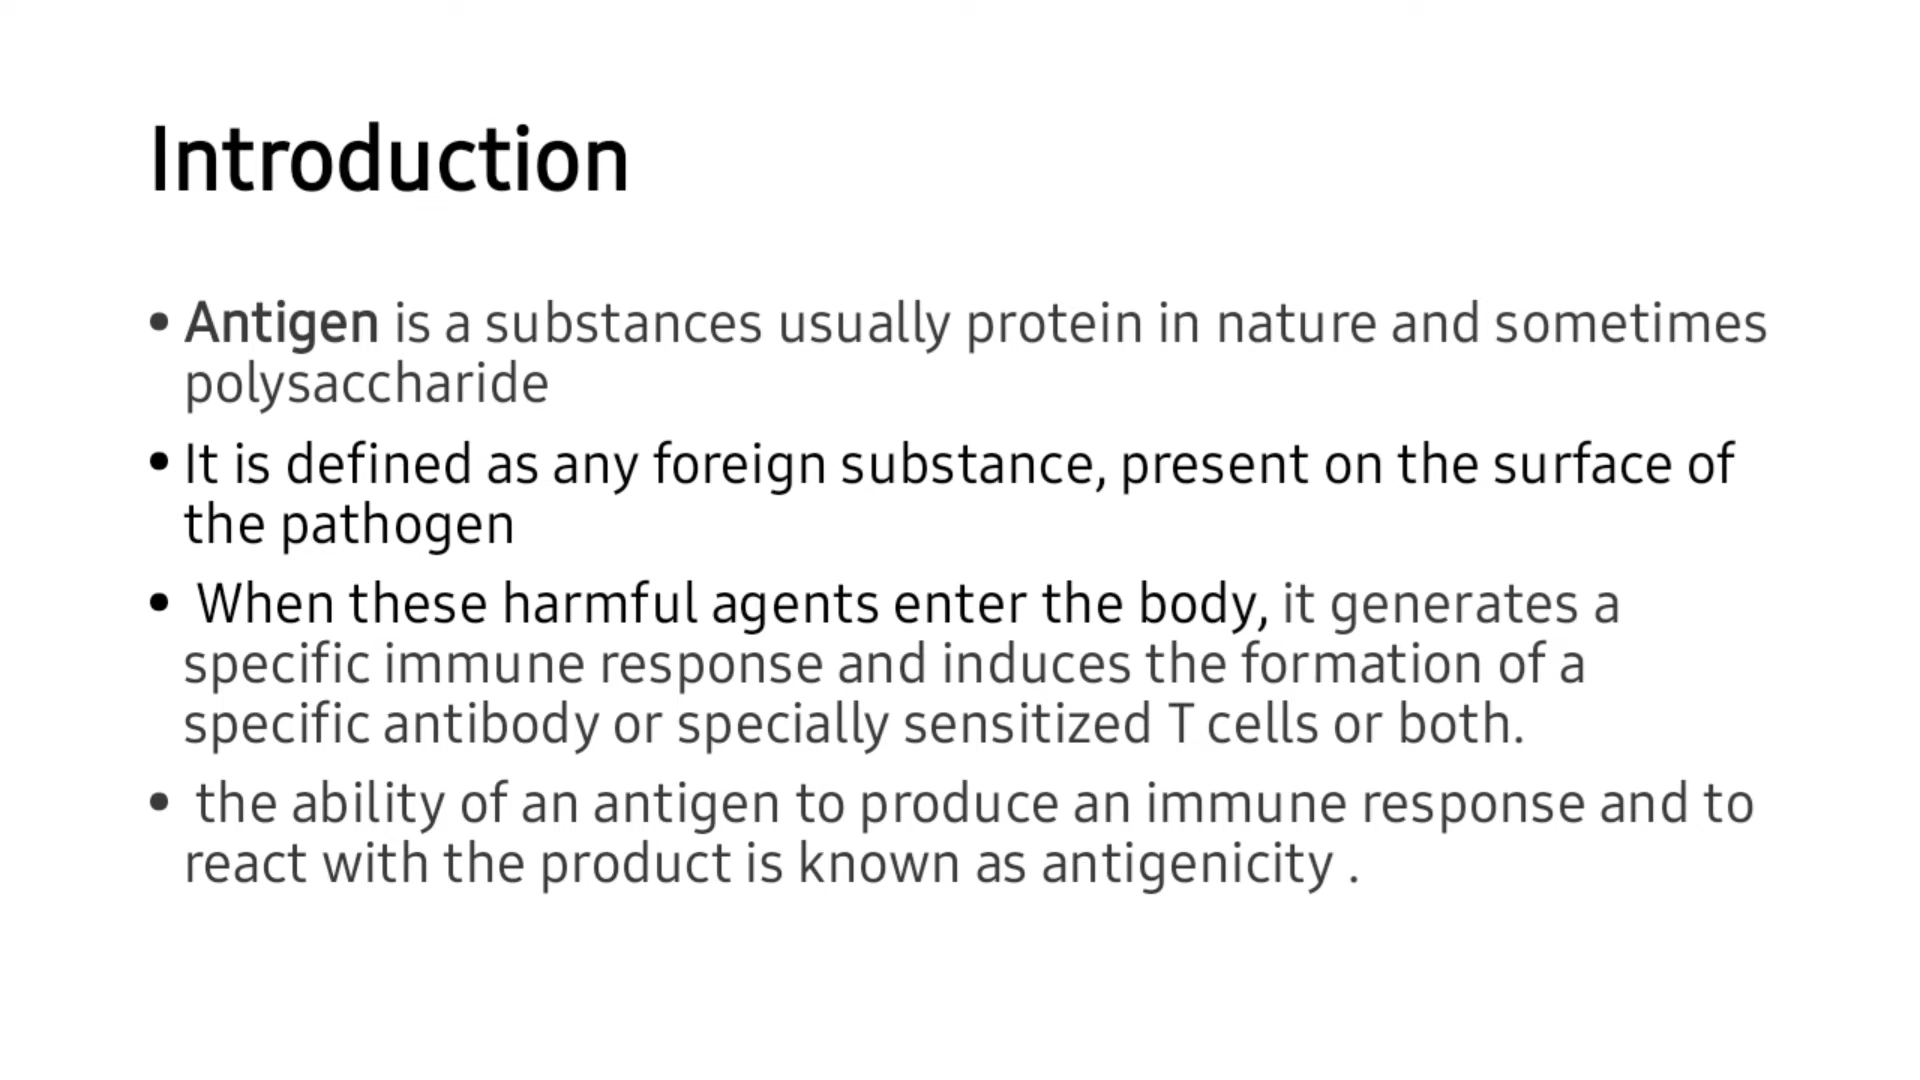 Introduction
• Antigen is a substances usually protein in nature and sometimes
polysaccharide
• It is defined as any foreign substance, present on the surface of
the pathogen
• When these harmful agents enter the body, it generates a
specific immune response and induces the formation of a
specific antibody or specially sensitized T cells or both.
• the ability of an antigen to produce an immune response and to
react with the product is known as antigenicity .